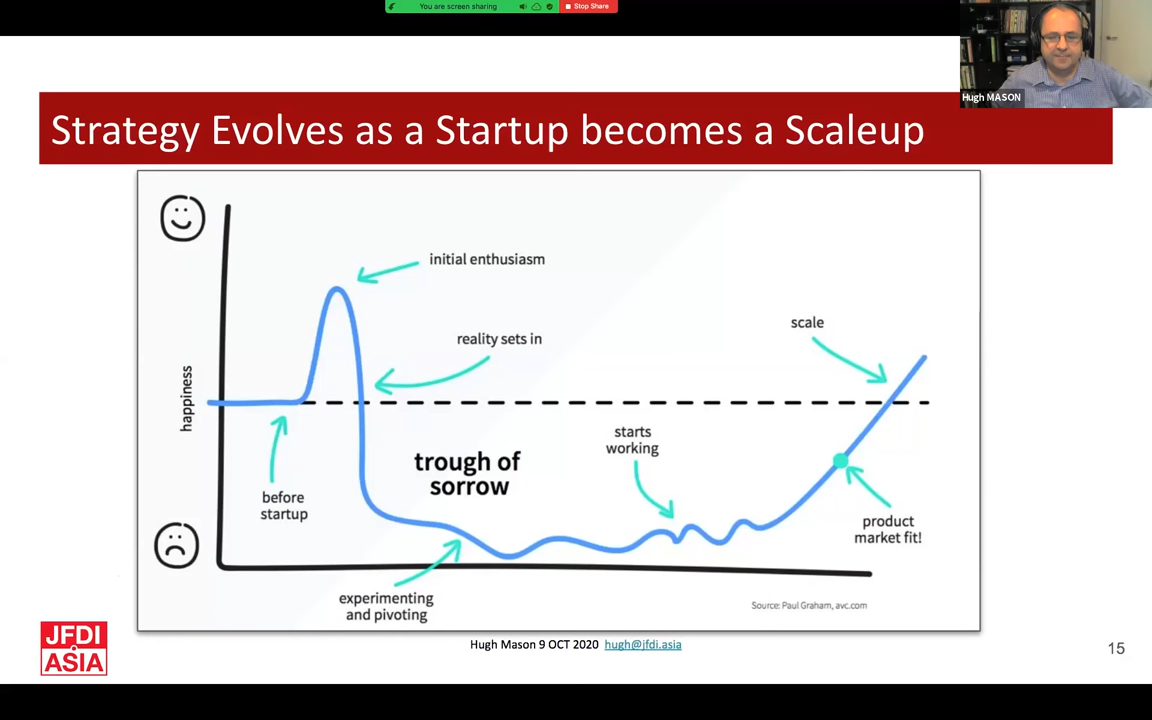 You are screen sharing
Stop Share
Hugh MASON
Strategy Evolves as a Startup becomes a Scaleup
initial enthusiasm
reality sets in
scale
happiness
starts
working
trough of
sorrow
before
startup
product
market fit!
experimenting
and pivoting
Source: Paul Graham, avc.com
JFDI
ASIA
Hugh Mason 9 OCT 2020 hugh@jfdi.asia
15